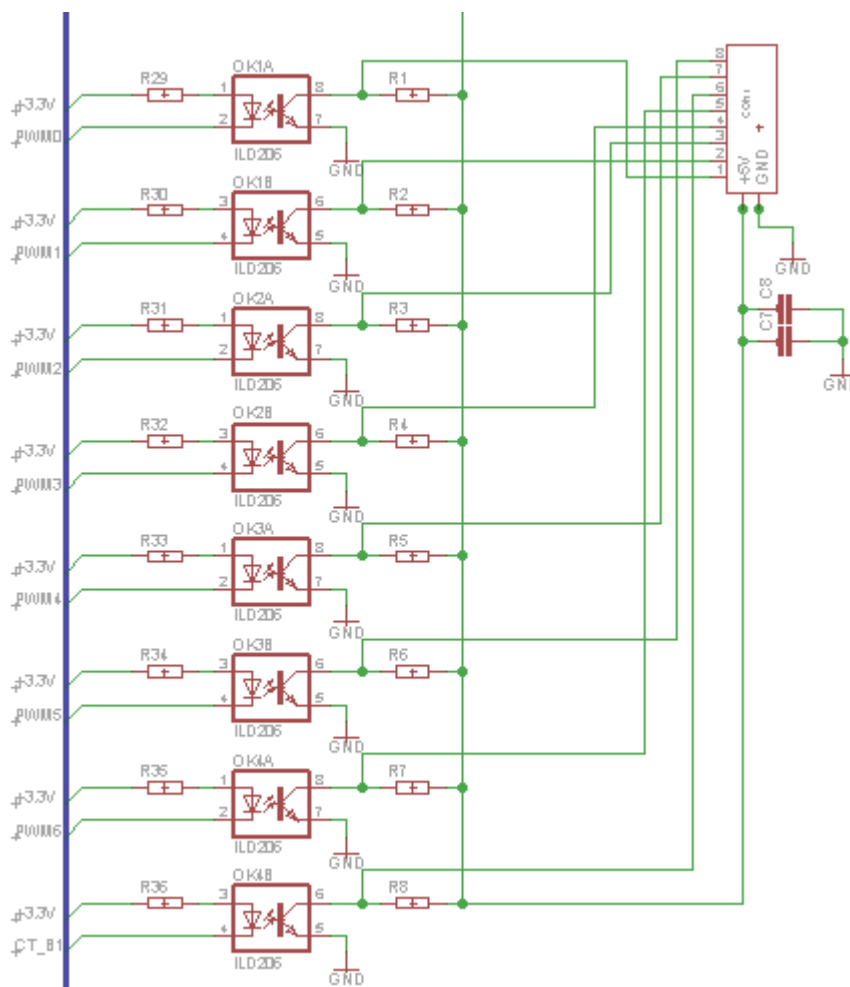 OK1A
R29
R1
+3.3V
1
8
2
7
PWM0
ILD206
GND
OK1B
R30
R2
+3.3V
3
6
4
5
PWM1
ILD206
GND
OK2A
R31
R3
+3.3V
1
8
2
7
PWM2
ILD206
GND
OK2B
R32
R4
+3.3V
3
6
4
5
PWM3
ILD206
GND
OK3A
R33
R5
+3.3V
1
8
2
7
PWM4
ILD206
GND
OK3B
R34
R6
+3.3V
3
6
4
5
PWM5
ILD206
GND
OK4A
R35
R7
+3.3V
1
8
2
7
PWM6
ILD206
GND
OK4B
R36
R8
+3.3V
3
6
4
5
CT_B1
ILD206
GND
8
7
6
5
4
3
2
1
+5V
GND
GND
C8
C7
GND